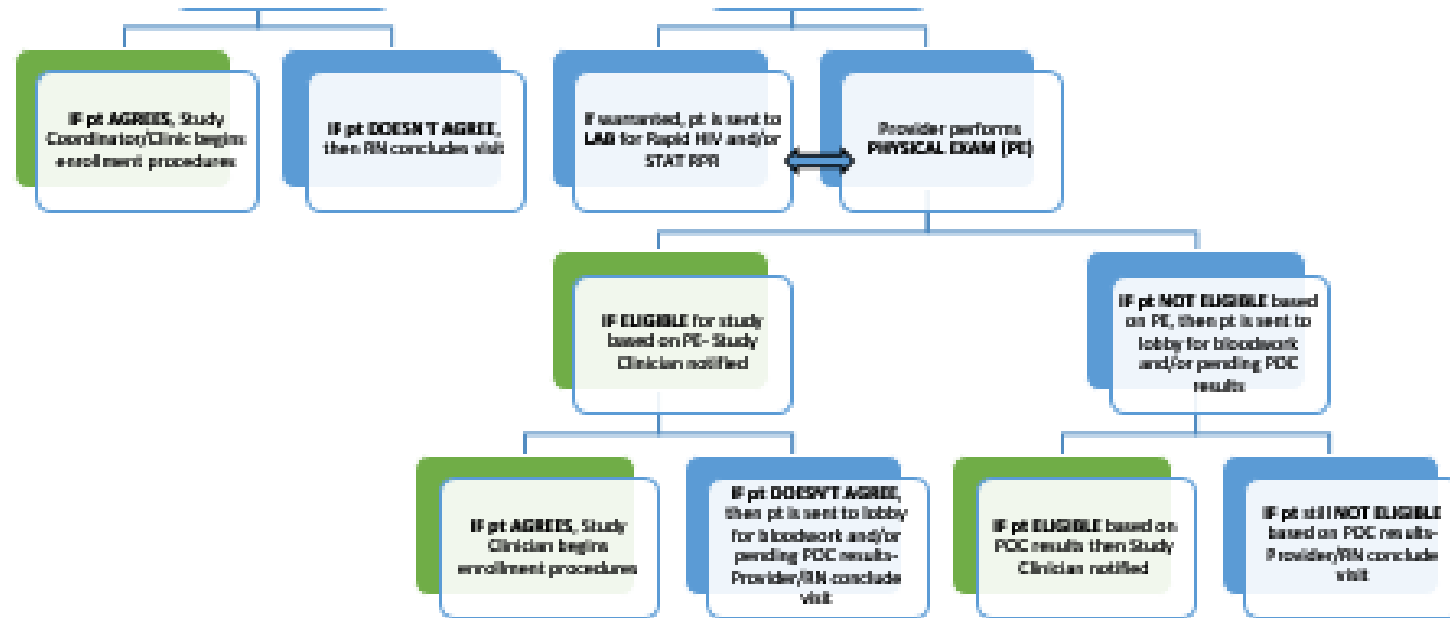 IF pt AGREES, Study
Coordinator/Clinic begins
enrollment procedures
IF pt DOESN'T AGREE,
then RN concludes visit
If warranted, pt is sent to
LAB for Rapid HIV and/or
STAT RPR
Provider performs
PHYSICAL EXAM (PE)
IF ELIGIBLE for study
based on PE- Study
Clinician notified
IF pt NOT ELIGIBLE based
on PE, then pt is sent to
lobby for bloodwork
and/or pending POC
results
IF pt AGREES, Study
Clinician begins
enrollment procedures
IF pt DOESN'T AGREE,
then pt is sent to lobby
for bloodwork and/or
pending POC results-
Provider/RN conclude
visit
IF pt ELIGIBLE based on
POC results then Study
Clinician notified
IF pt still NOT ELIGIBLE
based on POC results-
Provider/RN conclude
visit